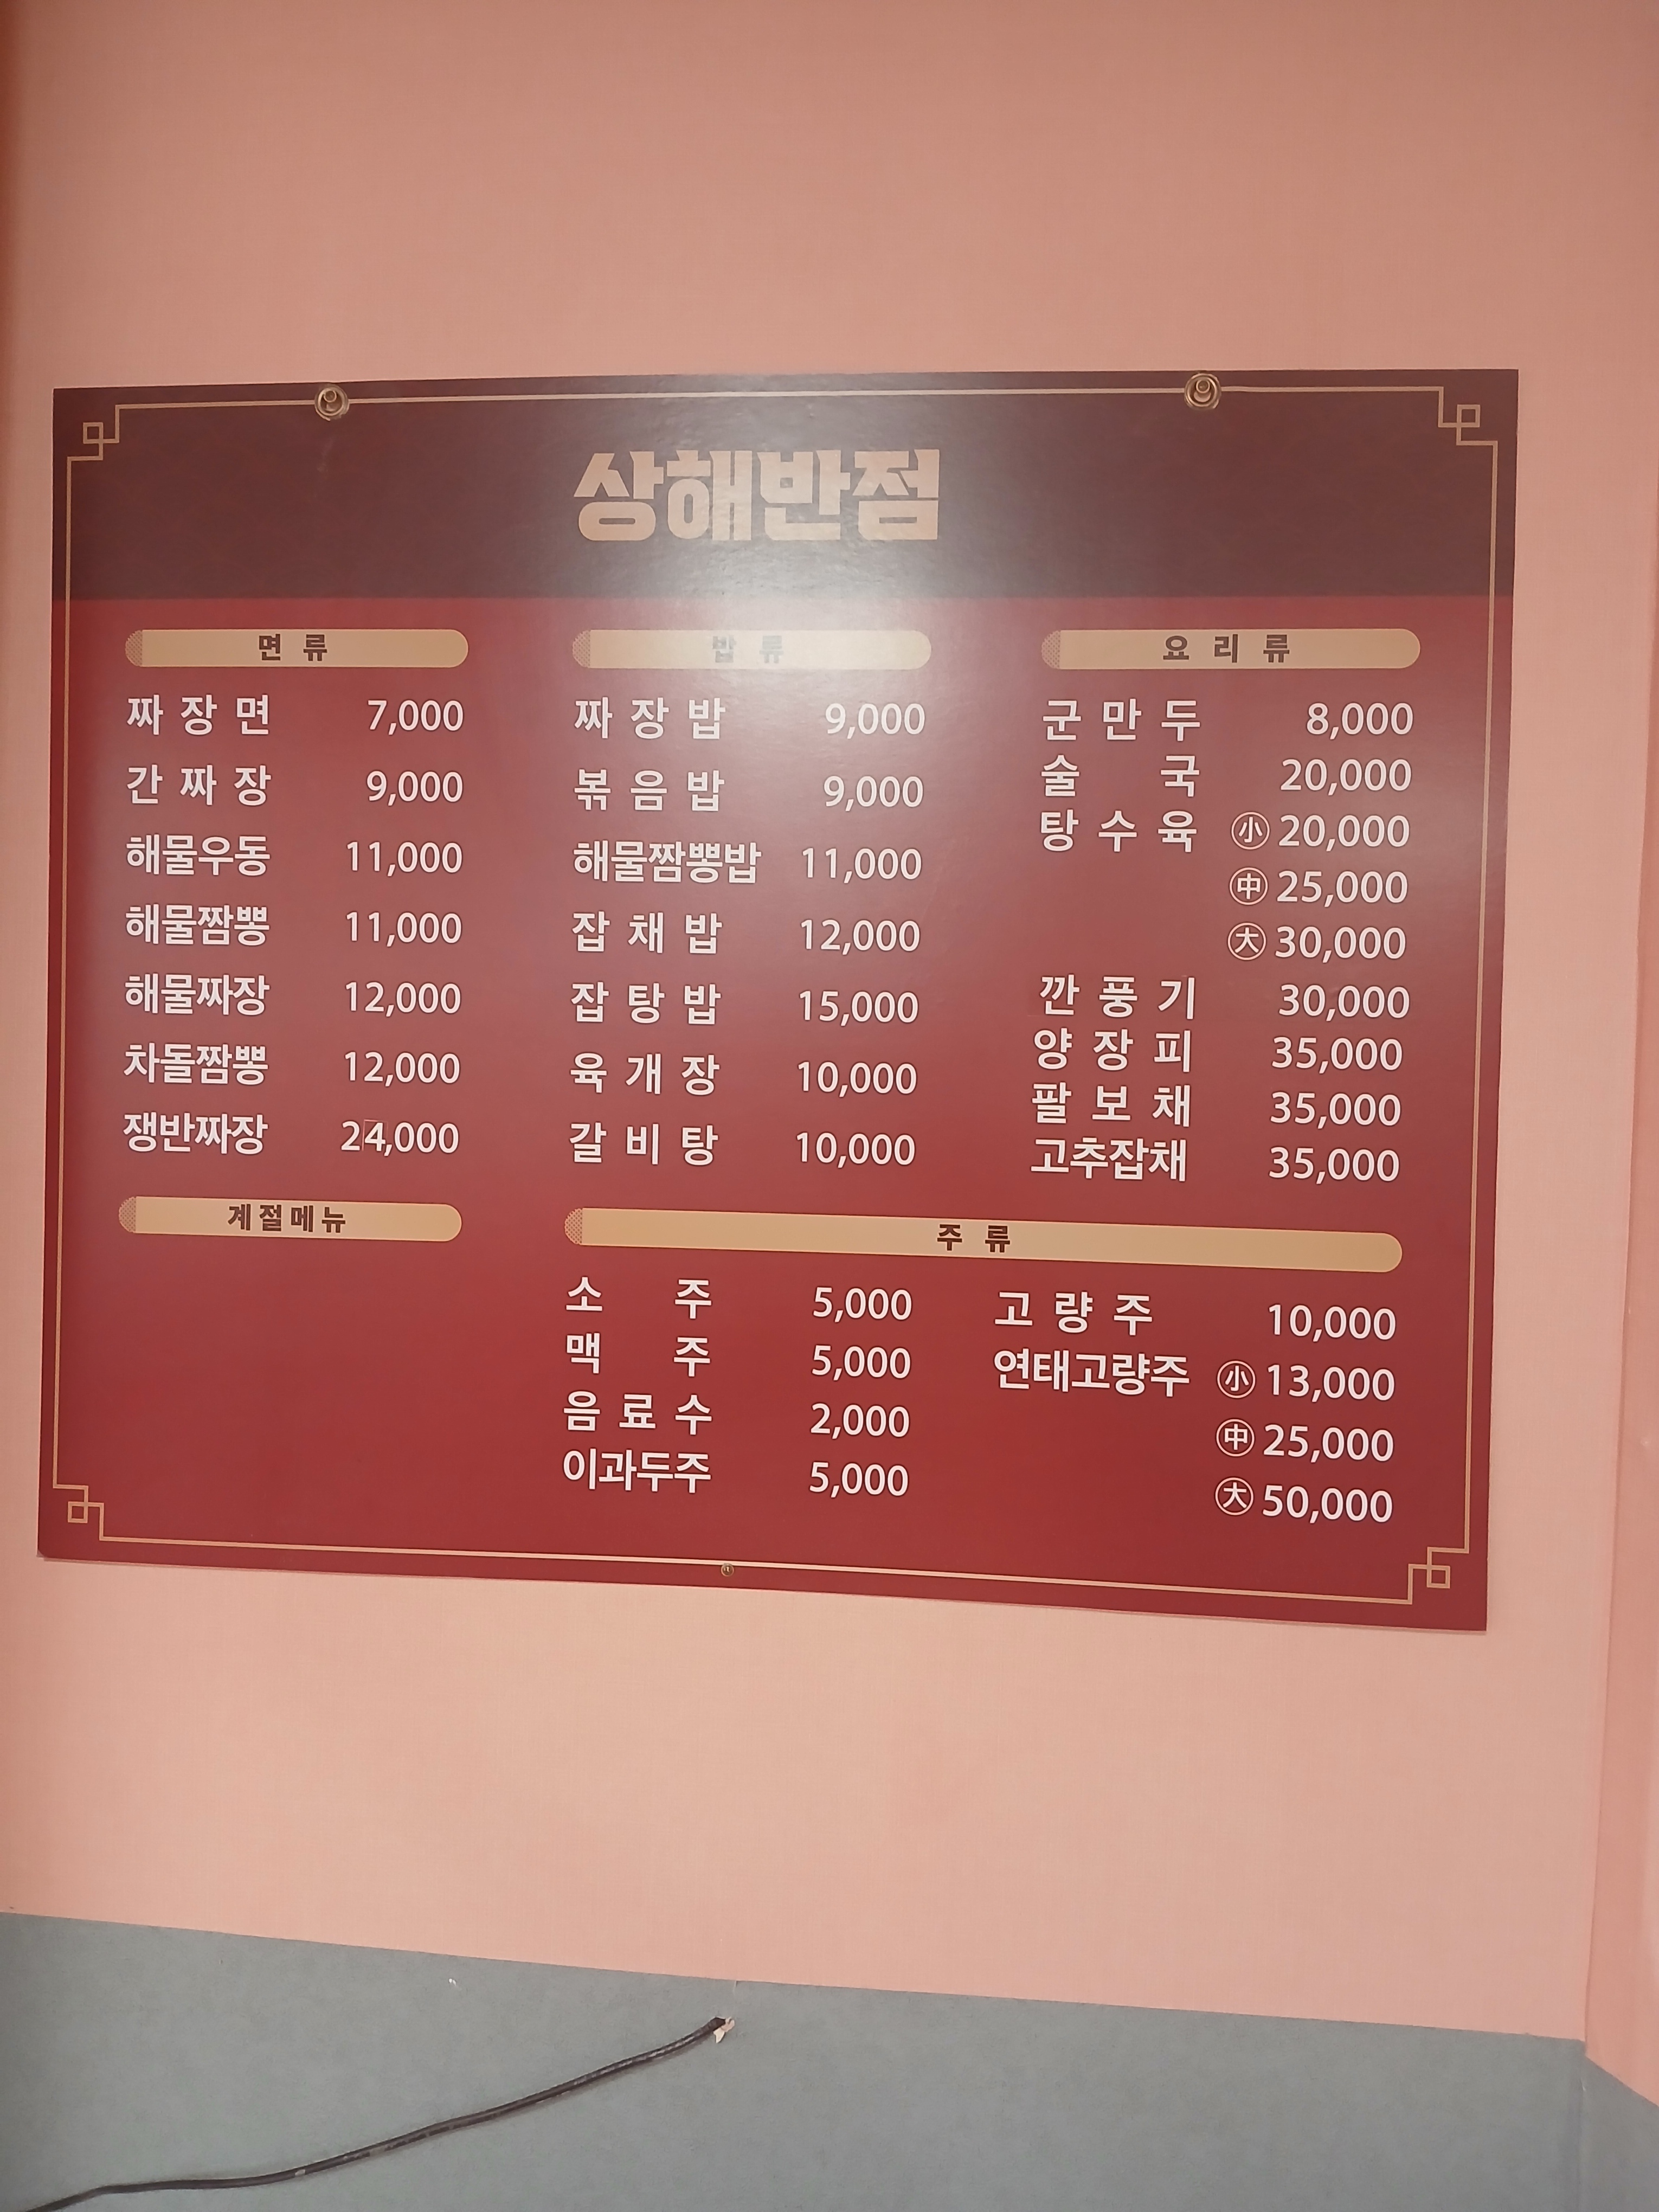 상해반점
면 류
짜 장 면 7,000
간 짜 장 9,000
해물우동 11,000
해물짬뽕 11,000
해물짜장 12,000
차돌짬뽕 12,000
쟁반짜장 24,000
계절메뉴
밥 류
짜 장 밥 9,000
볶 음 밥 9,000
해물짬뽕밥 11,000
잡 채 밥 12,000
잡 탕 밥 15,000
육 개 장 10,000
갈 비 탕 10,000
요 리 류
군 만 두 8,000
술 국 20,000
탕 수 육 ㊙小 20,000
㊥ 25,000
大 30,000
깐 풍 기 30,000
양 장 피 35,000
팔 보 채 35,000
고추잡채 35,000
주 류
소 주 5,000
맥 주 5,000
음 료 수 2,000
이과두주 5,000
고 량 주 10,000
연태고량주 小 13,000
㊥ 25,000
大 50,000